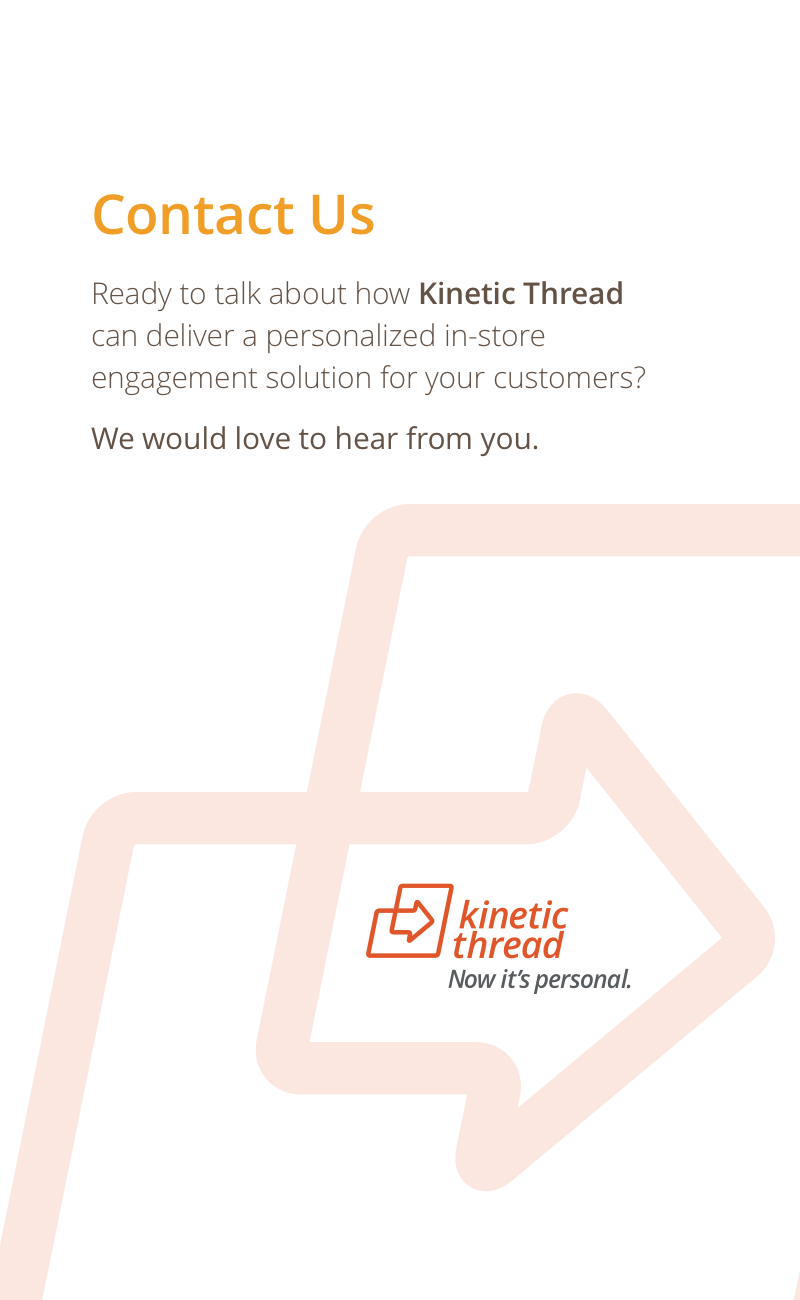 Contact Us
Ready to talk about how Kinetic Thread
can deliver a personalized in-store
engagement solution for your customers?
We would love to hear from you.
kinetic
thread
Now it’s personal.